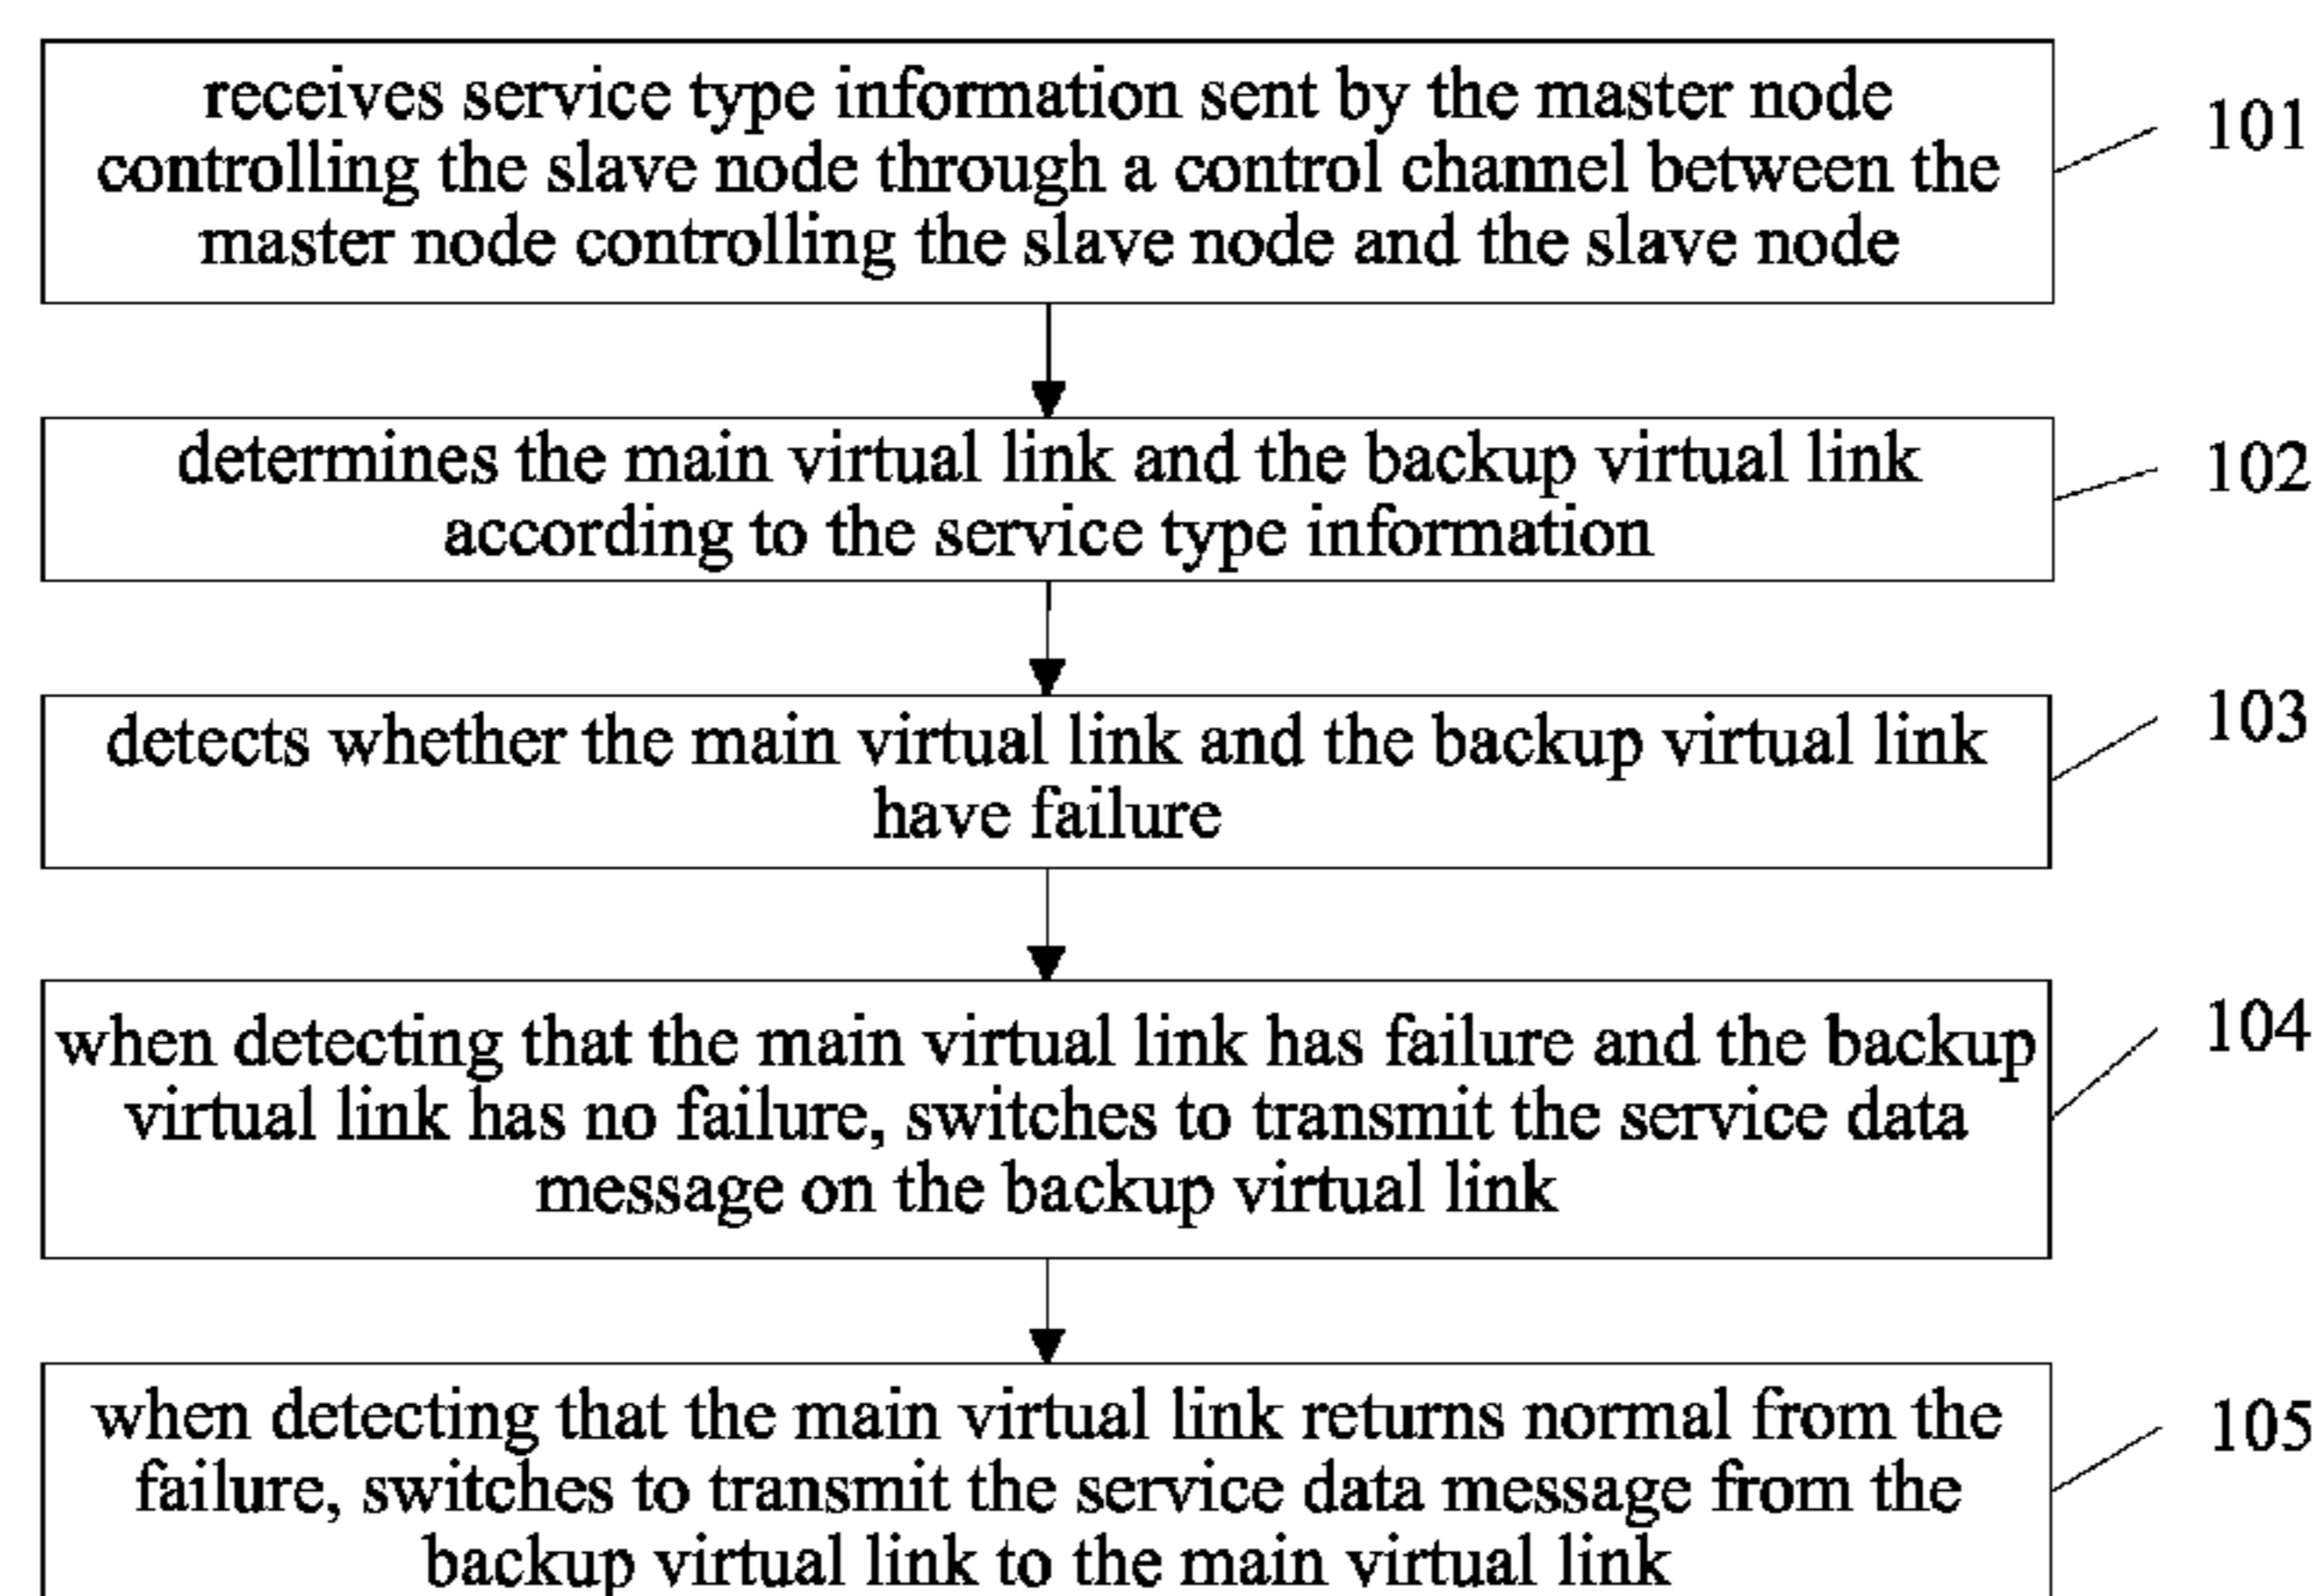 receives service type information sent by the master node
controlling the slave node through a control channel between the
master node controlling the slave node and the slave node
101
determines the main virtual link and the backup virtual link
according to the service type information
102
detects whether the main virtual link and the backup virtual link
have failure
103
when detecting that the main virtual link has failure and the backup
virtual link has no failure, switches to transmit the service data
message on the backup virtual link
104
when detecting that the main virtual link returns normal from the
failure, switches to transmit the service data message from the
backup virtual link to the main virtual link
105